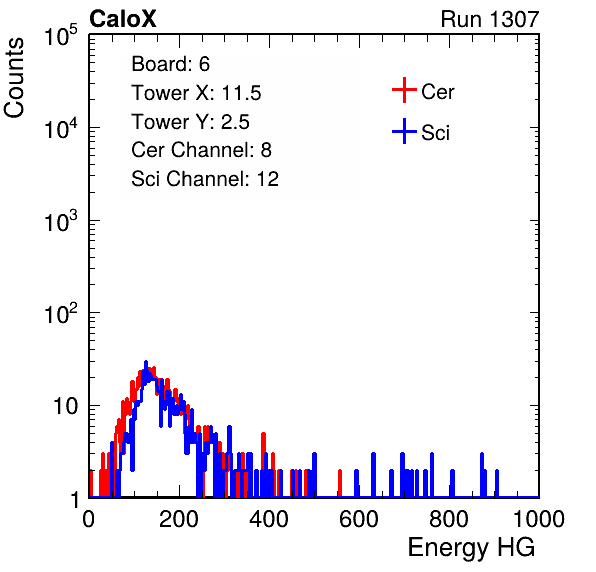 CaloX Run 1307
Counts
10^5
10^4
10^3
10^2
10
1
Board: 6
Tower X: 11.5
Tower Y: 2.5
Cer Channel: 8
Sci Channel: 12
Cer
Sci
0 200 400 600 800 1000
Energy HG